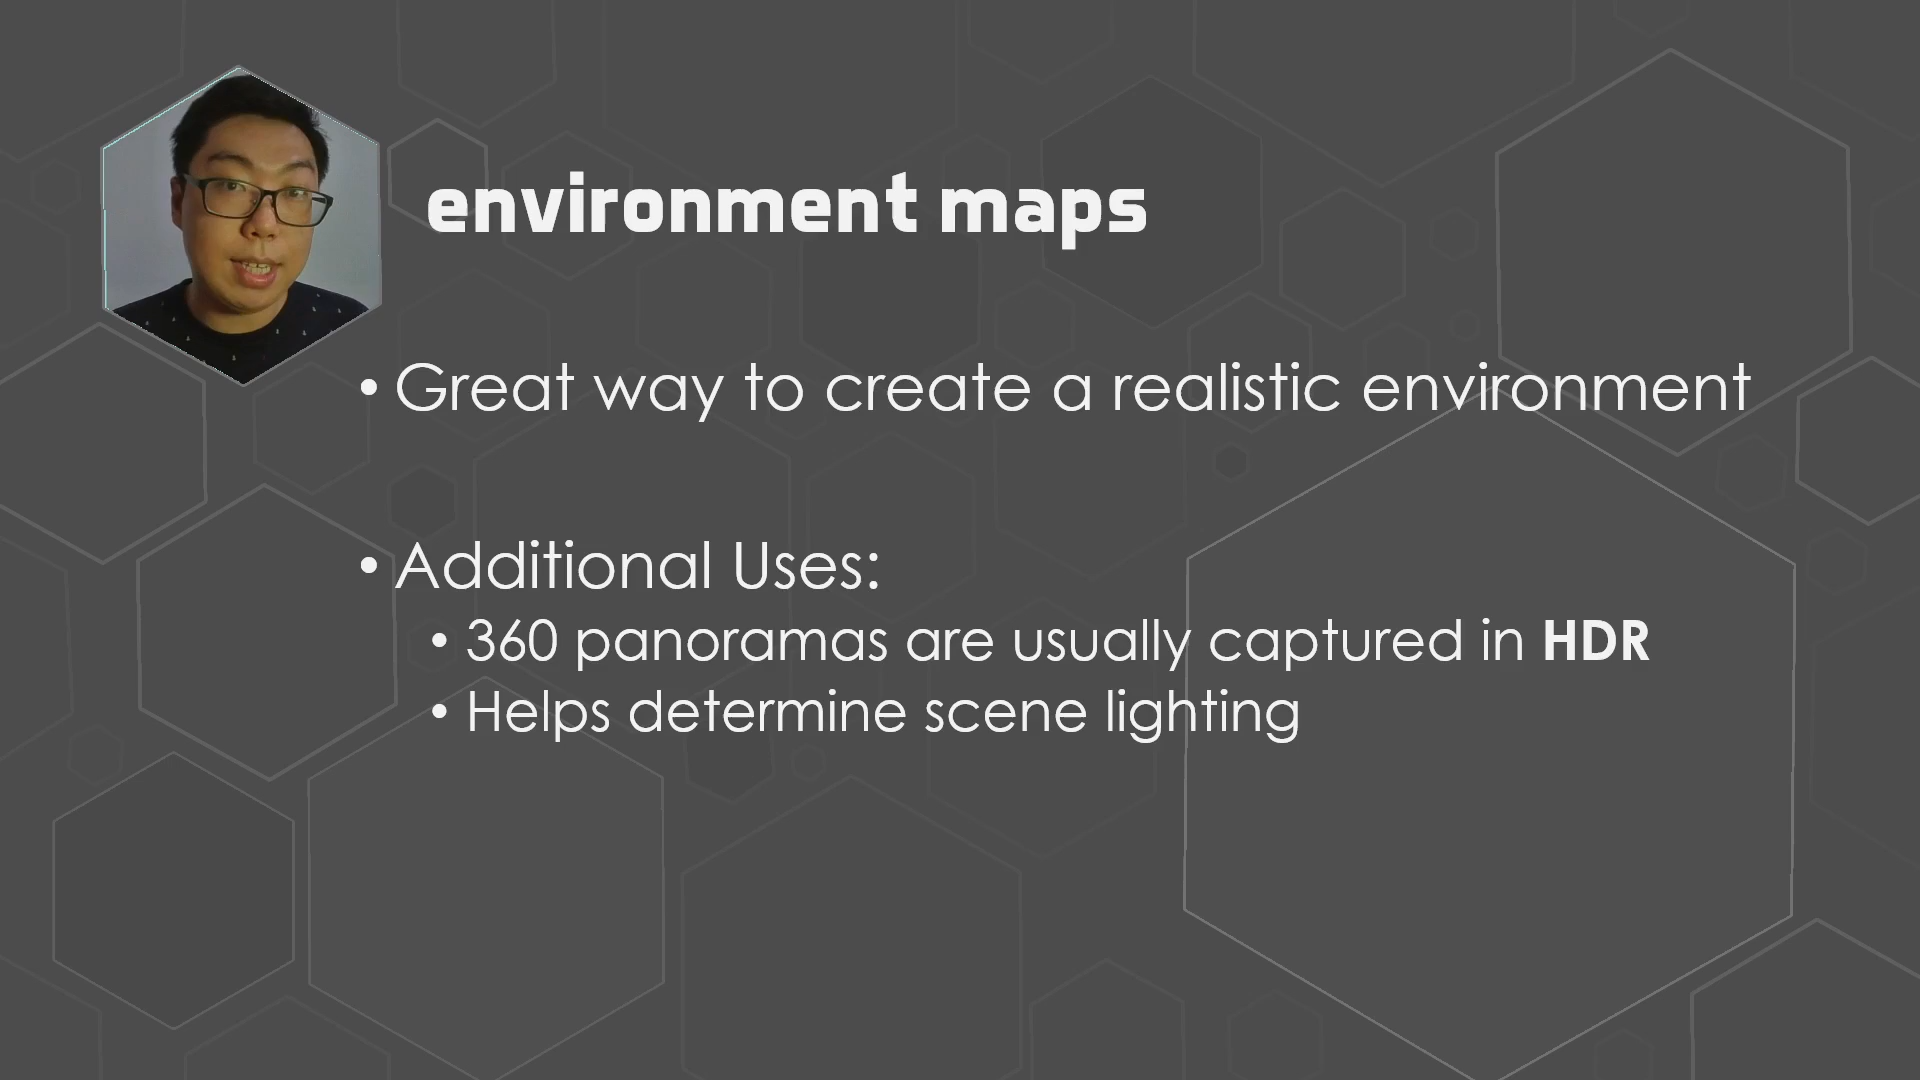 environment maps
• Great way to create a realistic environment
• Additional Uses:
• 360 panoramas are usually captured in HDR
• Helps determine scene lighting